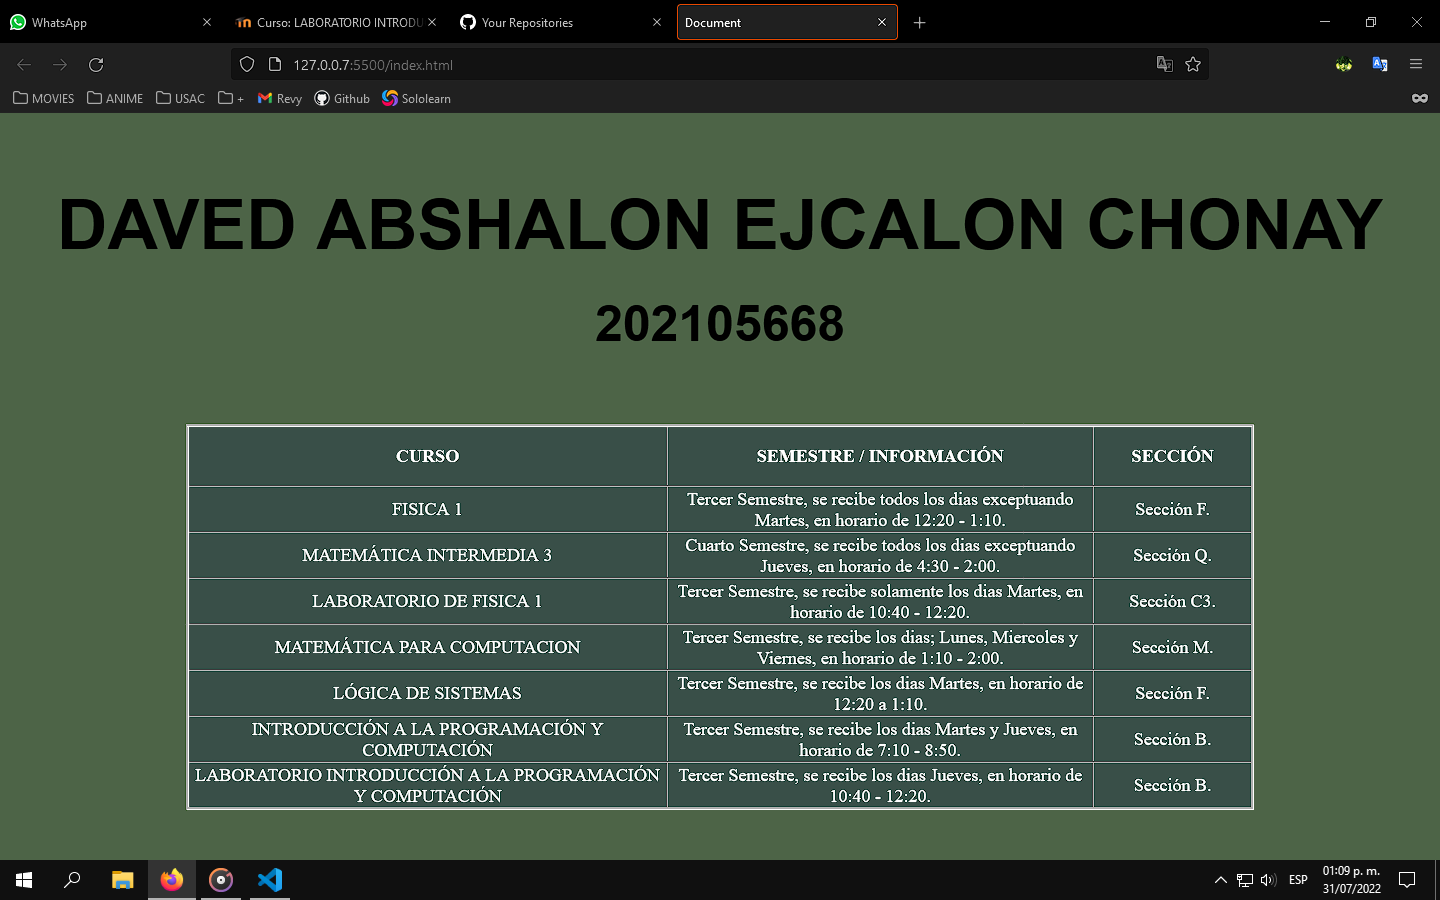 WhatsApp
Curso: LABORATORIO INTRODU
Your Repositories
Document
127.0.0.7:5500/index.html
MOVIES
ANIME
USAC
+
Revy
Github
Sololearn
DAVED ABSHALON EJCALON CHONAY
202105668
CURSO
SEMESTRE / INFORMACIÓN
SECCIÓN
FISICA 1
Tercer Semestre, se recibe todos los dias exceptuando
Martes, en horario de 12:20 - 1:10.
Sección F.
MATEMÁTICA INTERMEDIA 3
Cuarto Semestre, se recibe todos los dias exceptuando
Jueves, en horario de 4:30 - 2:00.
Sección Q.
LABORATORIO DE FISICA 1
Tercer Semestre, se recibe solamente los dias Martes, en
horario de 10:40 - 12:20.
Sección C3.
MATEMÁTICA PARA COMPUTACION
Tercer Semestre, se recibe los dias; Lunes, Miercoles y
Viernes, en horario de 1:10 - 2:00.
Sección M.
LÓGICA DE SISTEMAS
Tercer Semestre, se recibe los dias Martes, en horario de
12:20 a 1:10.
Sección F.
INTRODUCCIÓN A LA PROGRAMACIÓN Y
COMPUTACIÓN
Tercer Semestre, se recibe los dias Martes y Jueves, en
horario de 7:10 - 8:50.
Sección B.
LABORATORIO INTRODUCCIÓN A LA PROGRAMACIÓN
Y COMPUTACIÓN
Tercer Semestre, se recibe los dias Jueves, en horario de
10:40 - 12:20.
Sección B.
ESP
01:09 p. m.
31/07/2022